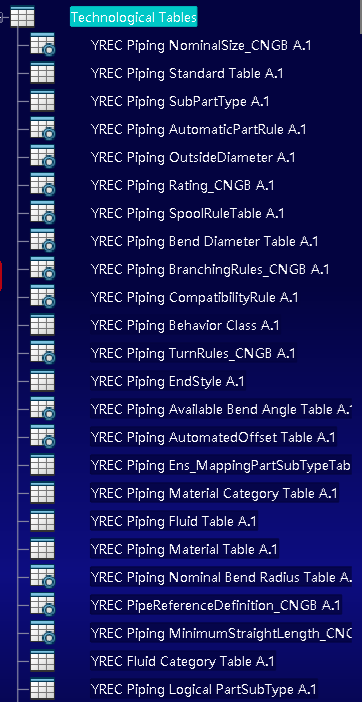 Technological Tables
YREC Piping NominalSize_CNGB A.1
YREC Piping Standard Table A.1
YREC Piping SubPartType A.1
YREC Piping AutomaticPartRule A.1
YREC Piping OutsideDiameter A.1
YREC Piping Rating_CNGB A.1
YREC Piping SpoolRuleTable A.1
YREC Piping Bend Diameter Table A.1
YREC Piping BranchingRules_CNGB A.1
YREC Piping CompatibilityRule A.1
YREC Piping Behavior Class A.1
YREC Piping TurnRules_CNGB A.1
YREC Piping EndStyle A.1
YREC Piping Available Bend Angle Table A.
YREC Piping AutomatedOffset Table A.1
YREC Piping Ens_MappingPartSubTypeTab
YREC Piping Material Category Table A.1
YREC Piping Fluid Table A.1
YREC Piping Material Table A.1
YREC Piping Nominal Bend Radius Table A.
YREC PipeReferenceDefinition_CNGB A.1
YREC Piping MinimumStraightLength_CNC
YREC Fluid Category Table A.1
YREC Piping Logical PartSubType A.1